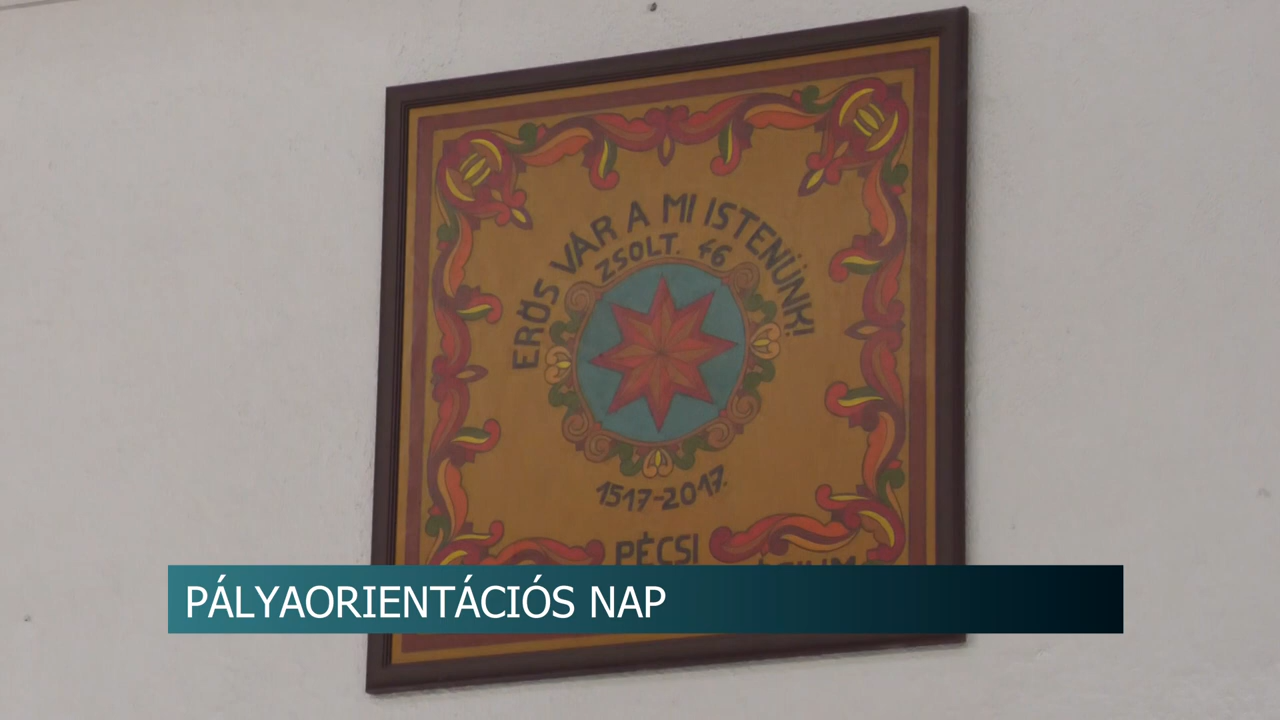 ERŐS VÁR A MI ISTENÜNK!
ZSOLT. 46
1517-2017.
PÉCSI
PÁLYAORIENTÁCIÓS NAP